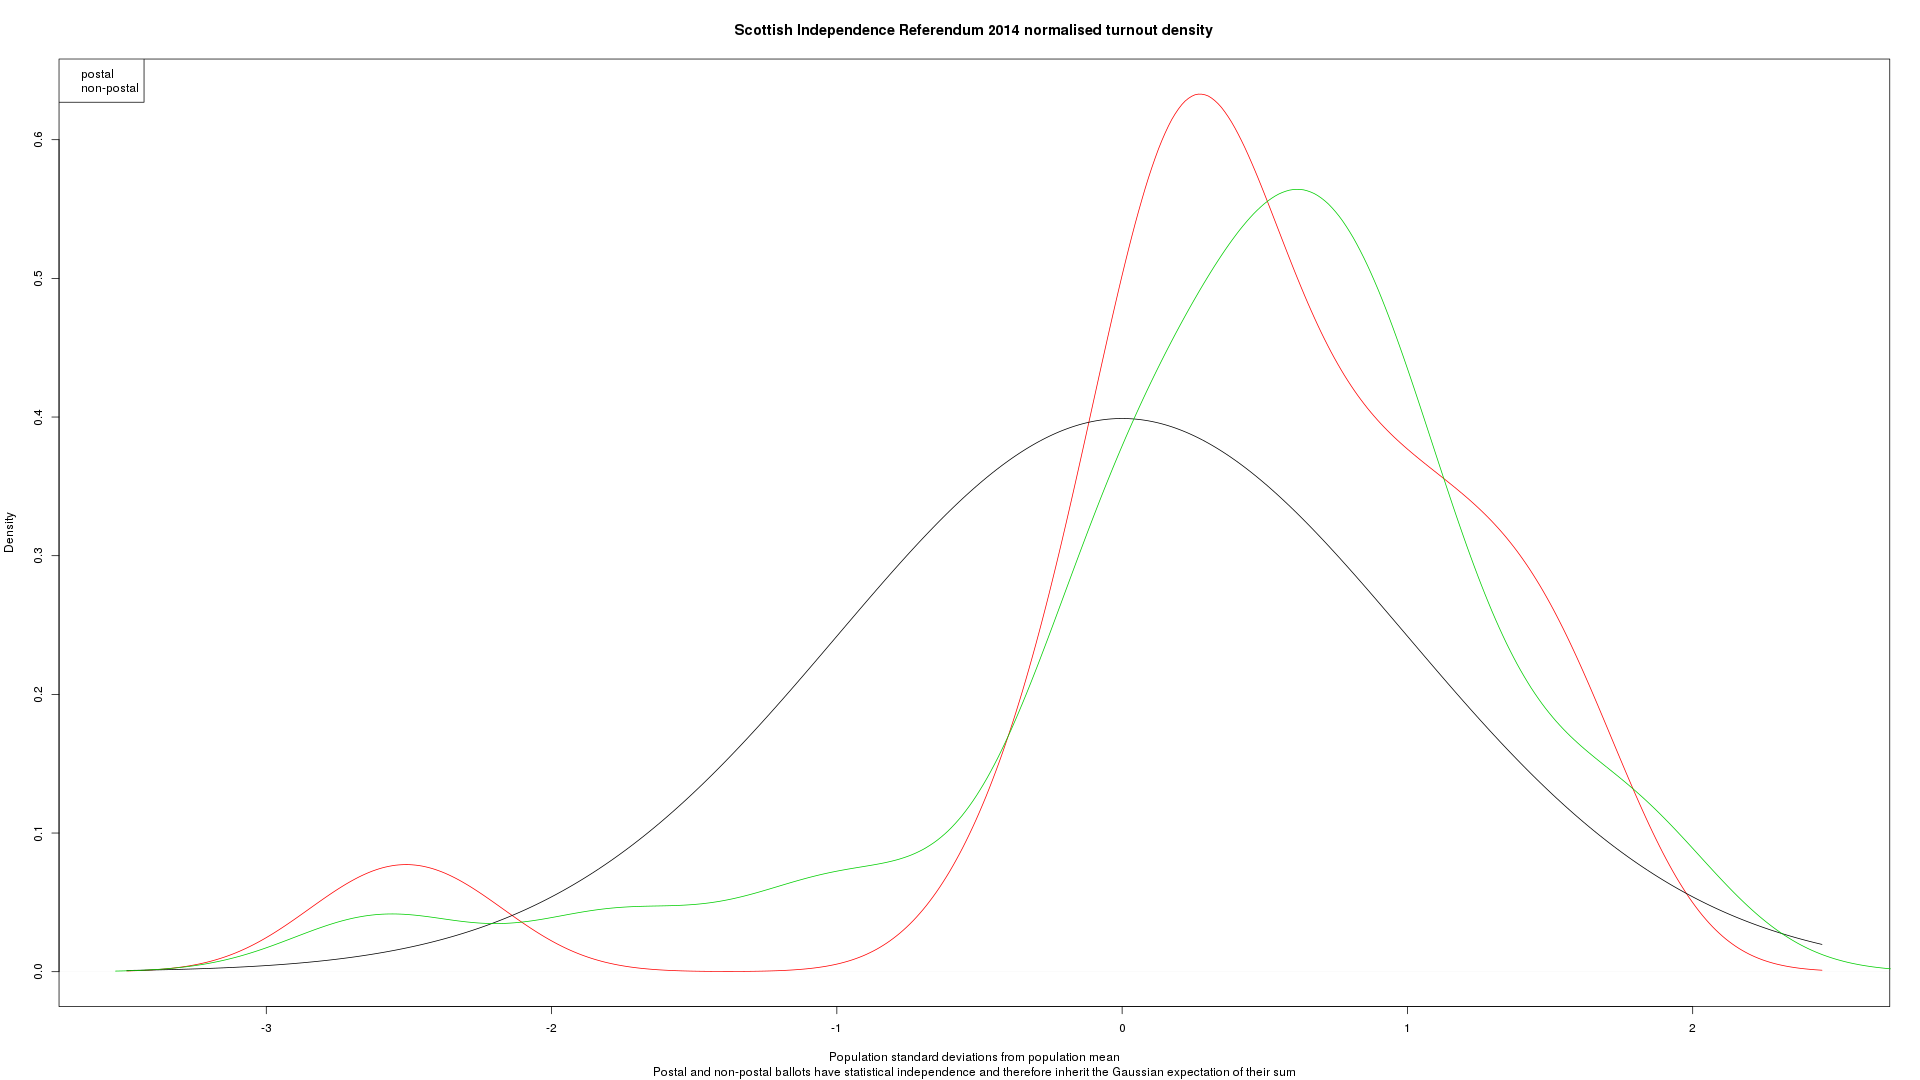 Scottish Independence Referendum 2014 normalised turnout density
postal
non-postal
0.6
0.5
0.4
0.3
0.2
0.1
0.0
Density
-3 -2 -1 0 1 2
Population standard deviations from population mean
Postal and non-postal ballots have statistical independence and therefore inherit the Gaussian expectation of their sum